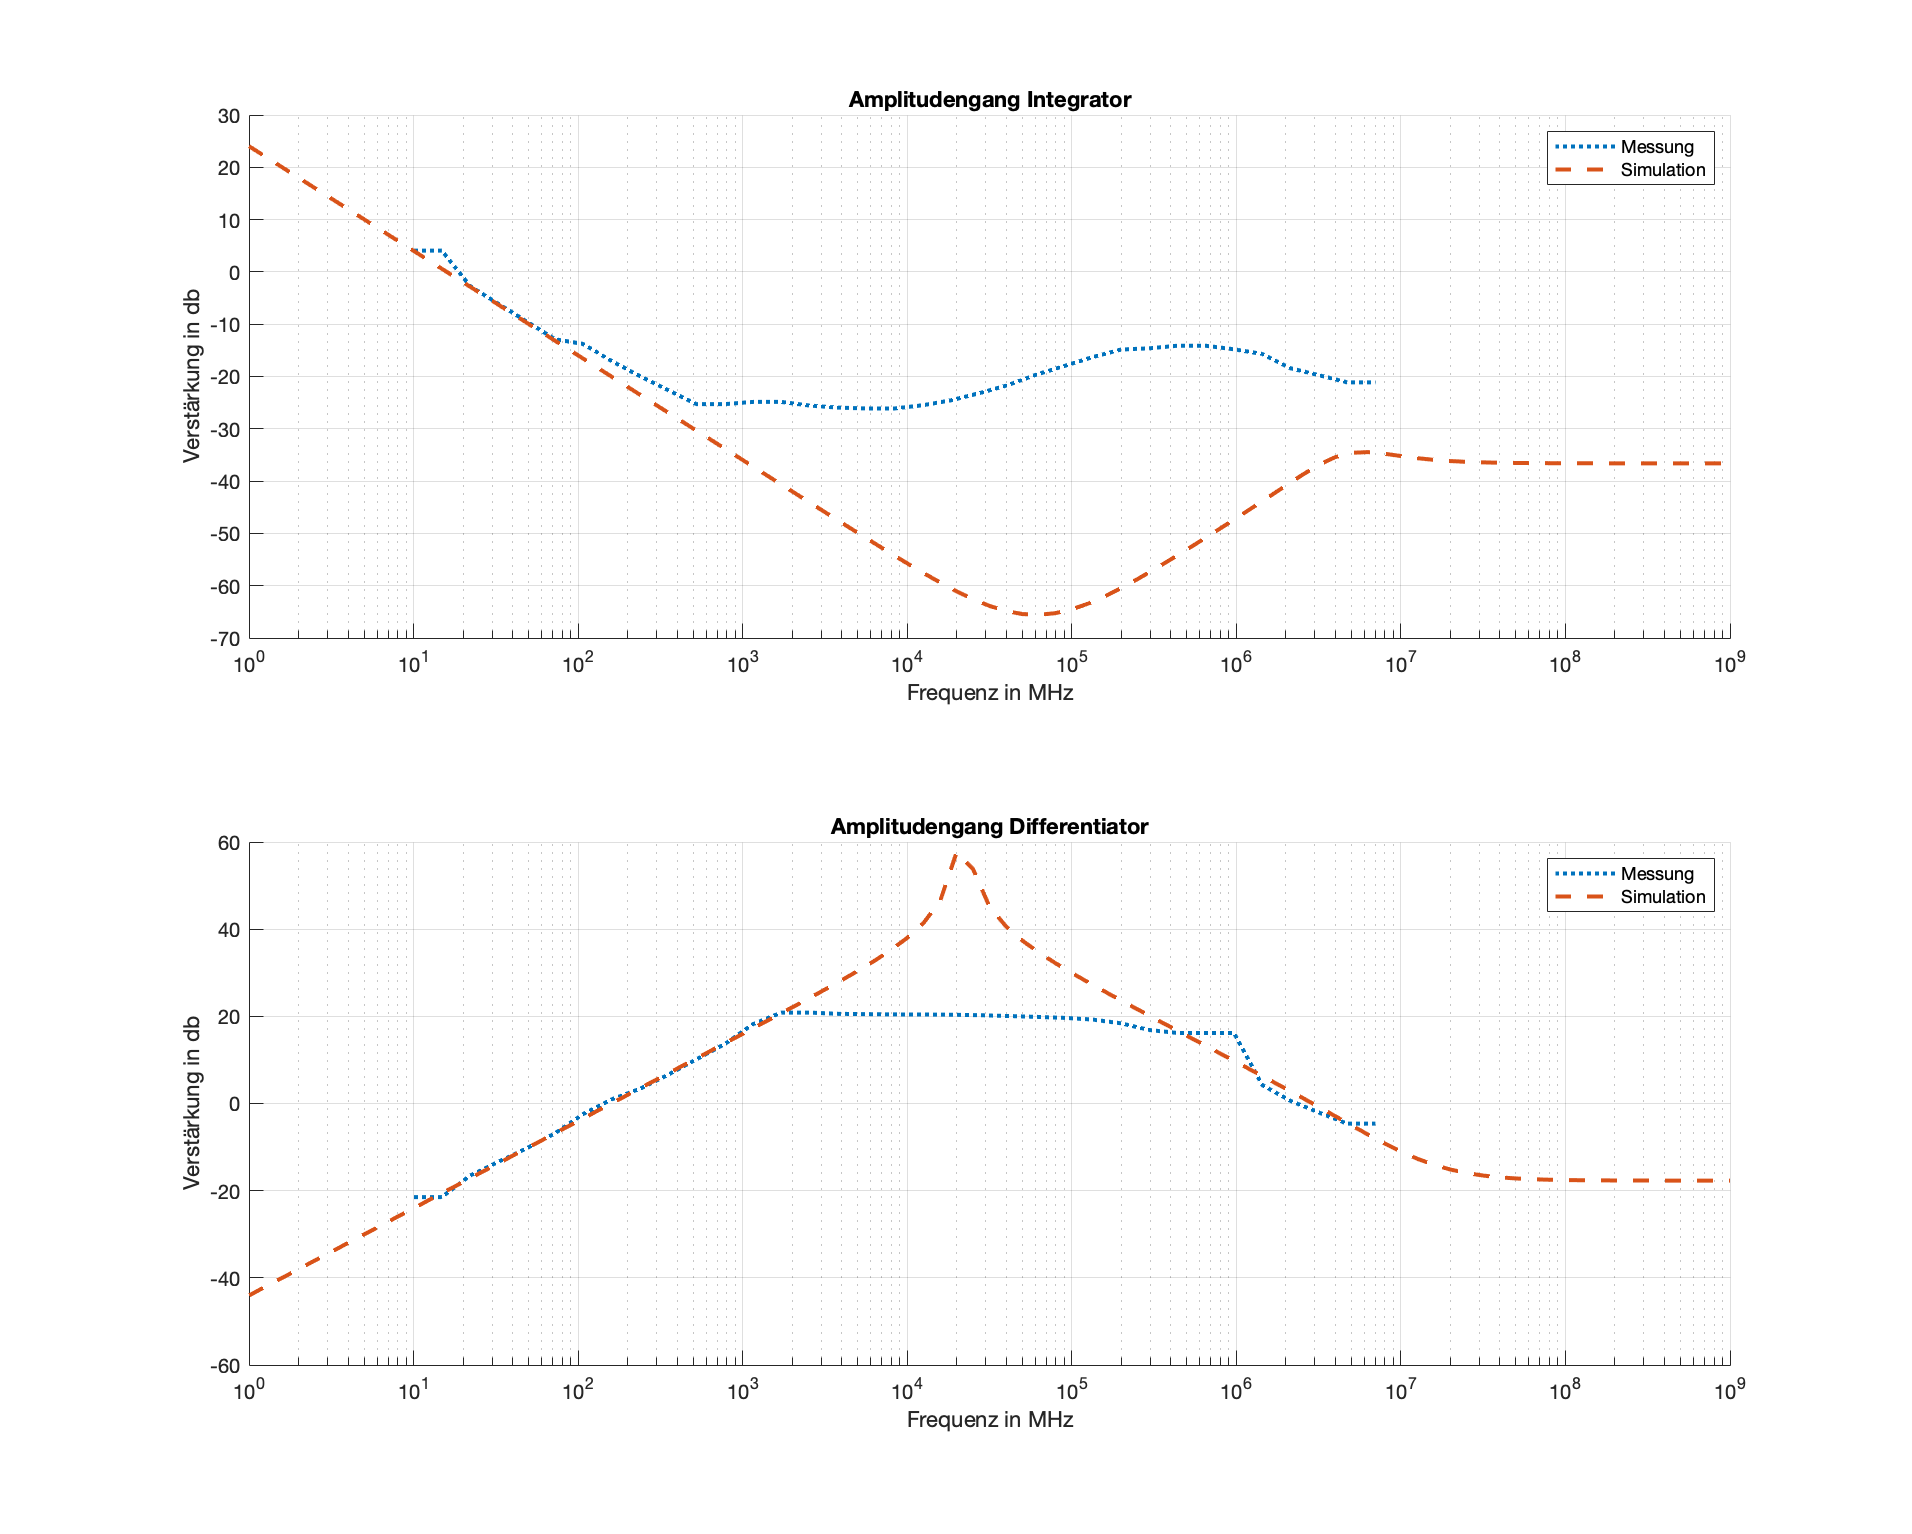 Amplitudengang Integrator
30
20
10
0
-10
-20
-30
-40
-50
-60
-70
Verstärkung in db
Messung
Simulation
10^0 10^1 10^2 10^3 10^4 10^5 10^6 10^7 10^8 10^9
Frequenz in MHz
Amplitudengang Differentiator
60
40
20
0
-20
-40
-60
Verstärkung in db
Messung
Simulation
10^0 10^1 10^2 10^3 10^4 10^5 10^6 10^7 10^8 10^9
Frequenz in MHz